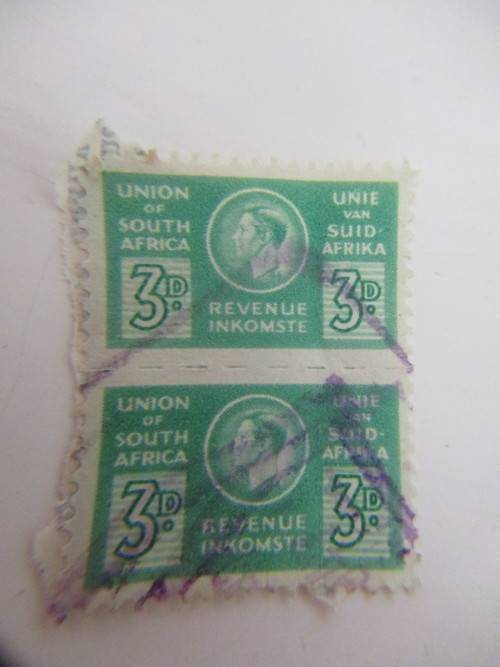 UNION
OF
SOUTH
AFRICA
UNIE
VAN
SUID-
AFRIKA
3D.
REVENUE
INKOMSTE
3D.
UNION
OF
SOUTH
AFRICA
UNIE
VAN
SUID-
AFRIKA
3D.
REVENUE
INKOMSTE
3D.